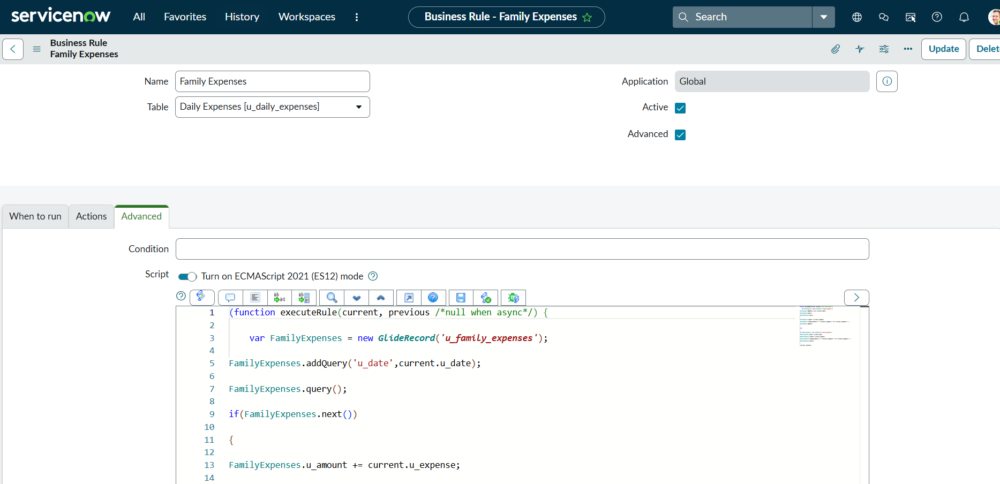 servicenow
All
Favorites
History
Workspaces
Business Rule - Family Expenses
Search
Business Rule
Family Expenses
Update
Delet
Name
Family Expenses
Application
Global
Table
Daily Expenses [u_daily_expenses]
Active
Advanced
When to run
Actions
Advanced
Condition
Script
Turn on ECMAScript 2021 (ES12) mode
1 (function executeRule(current, previous /*null when async*/) {
2
3 var FamilyExpenses = new GlideRecord('u_family_expenses');
4
5 FamilyExpenses.addQuery('u_date',current.u_date);
6
7 FamilyExpenses.query();
8
9 if(FamilyExpenses.next())
10
11 {
12
13 FamilyExpenses.u_amount += current.u_expense;
14